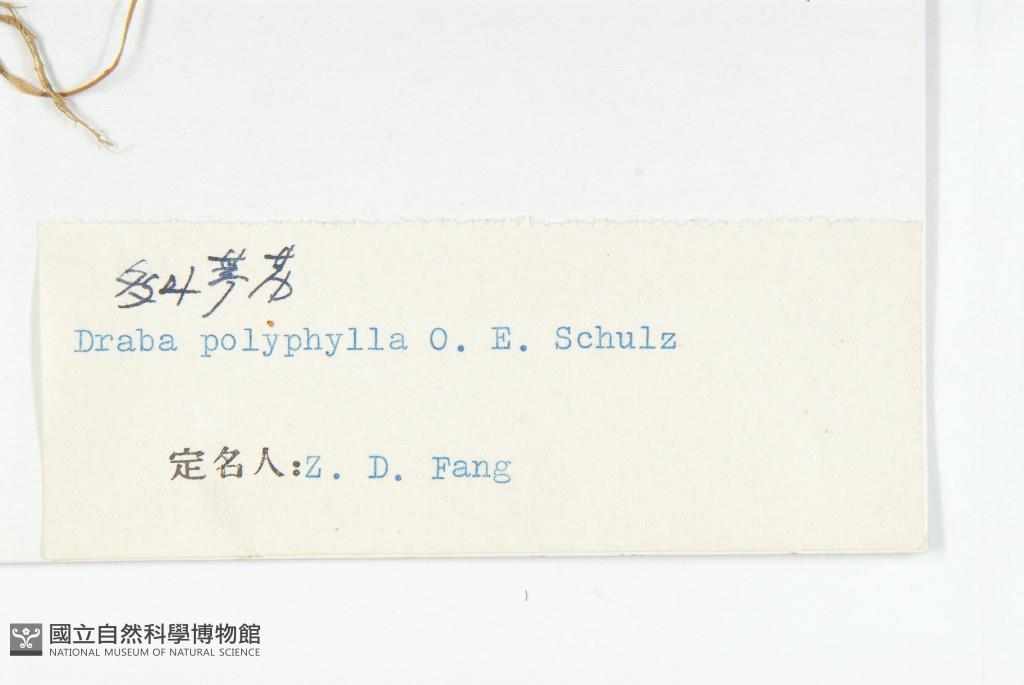 多叶葶苈
Draba polyphylla O. E. Schulz
定名人:Z. D. Fang
國立自然科學博物館
NATIONAL MUSEUM OF NATURAL SCIENCE